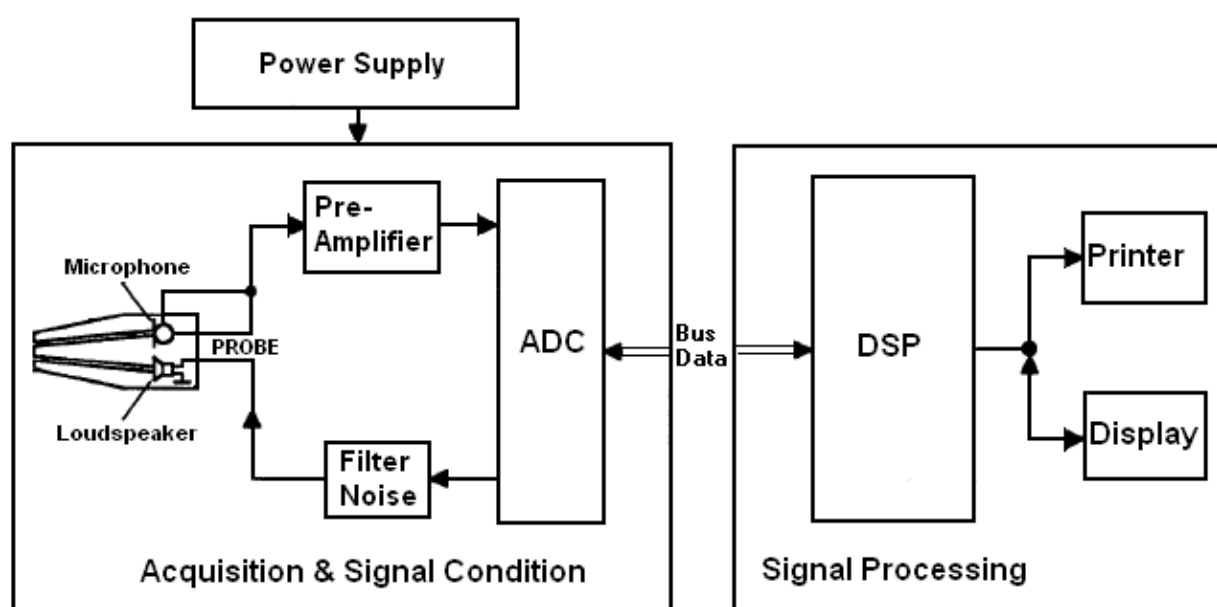 Power Supply
Pre-
Amplifier
Microphone
PROBE
Loudspeaker
Filter
Noise
ADC
Acquisition & Signal Condition
Bus
Data
DSP
Printer
Display
Signal Processing